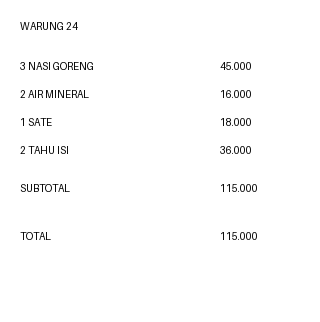 WARUNG 24
3 NASI GORENG 45.000
2 AIR MINERAL 16.000
1 SATE 18.000
2 TAHU ISI 36.000
SUBTOTAL 115.000
TOTAL 115.000